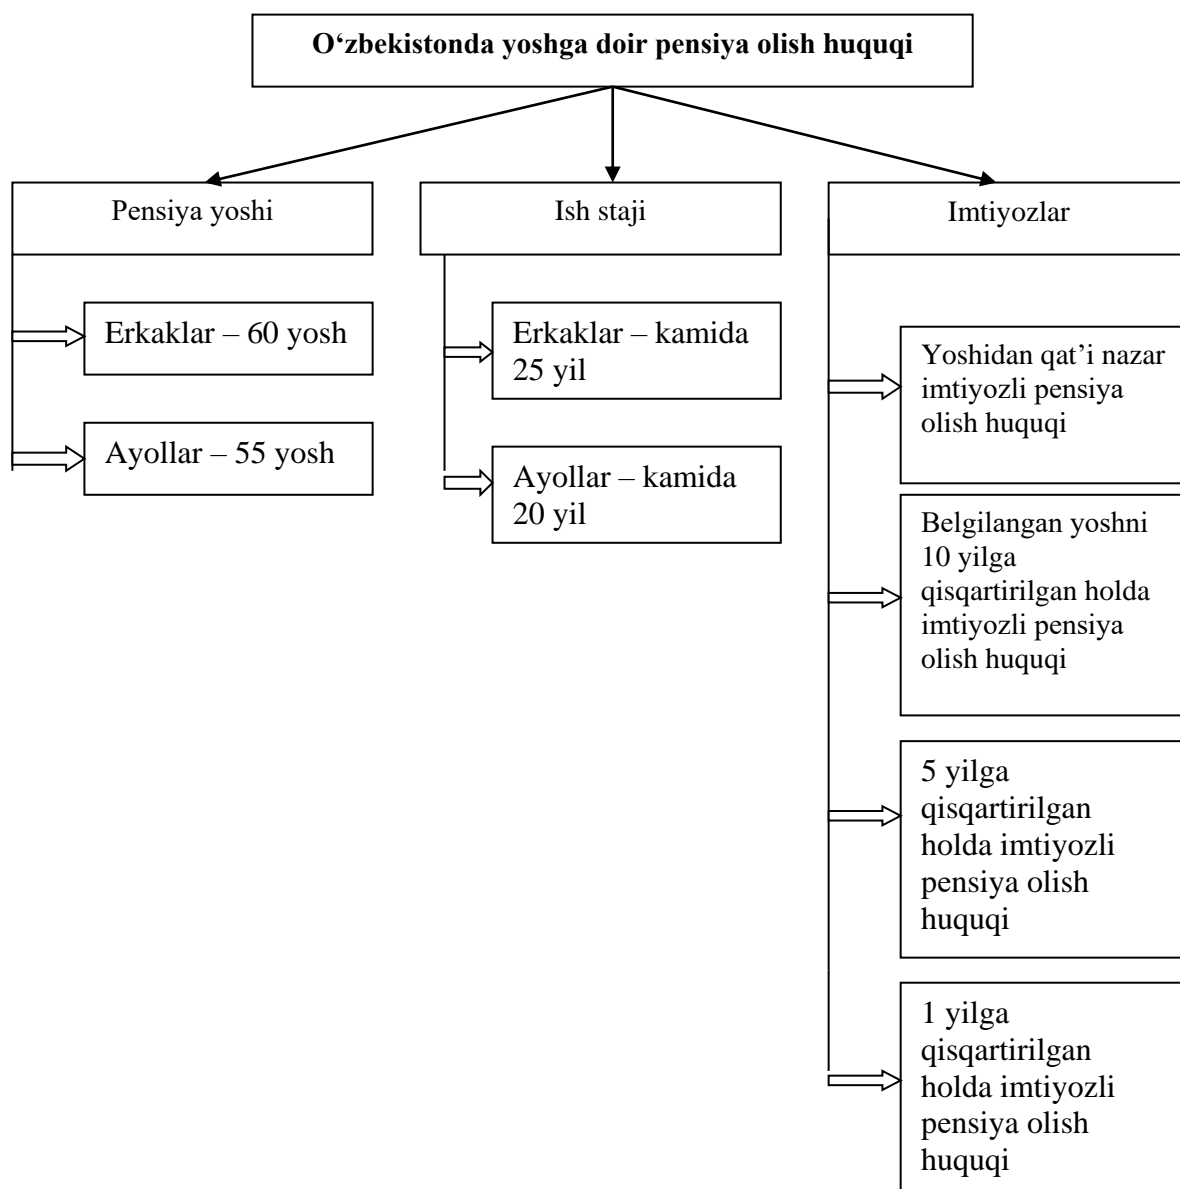 O‘zbekistonda yoshga doir pensiya olish huquqi
Pensiya yoshi
Erkaklar – 60 yosh
Ayollar – 55 yosh
Ish staji
Erkaklar – kamida
25 yil
Ayollar – kamida
20 yil
Imtiyozlar
Yoshidan qat’i nazar
imtiyozli pensiya
olish huquqi
Belgilangan yoshni
10 yilga
qisqartirilgan holda
imtiyozli pensiya
olish huquqi
5 yilga
qisqartirilgan
holda imtiyozli
pensiya olish
huquqi
1 yilga
qisqartirilgan
holda imtiyozli
pensiya olish
huquqi